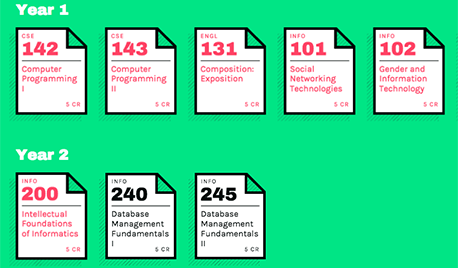 Year 1
CSE
142
Computer
Programming
I
5 CR
CSE
143
Computer
Programming
II
5 CR
ENGL
131
Composition:
Exposition
5 CR
INFO
101
Social
Networking
Technologies
5 CR
INFO
102
Gender and
Information
Technology
5 CR
Year 2
INFO
200
Intellectual
Foundations
of Informatics
5 CR
INFO
240
Database
Management
Fundamentals
I
5 CR
INFO
245
Database
Management
Fundamentals
II
5 CR